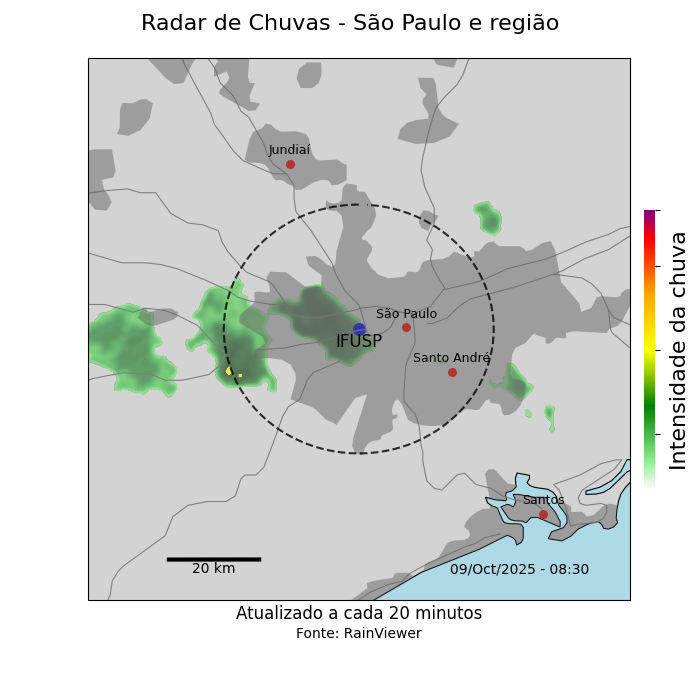 Radar de Chuvas - São Paulo e região
Jundiaí
São Paulo
IFUSP
Santo André
Santos
20 km
09/Oct/2025 - 08:30
Intensidade da chuva
Atualizado a cada 20 minutos
Fonte: RainViewer